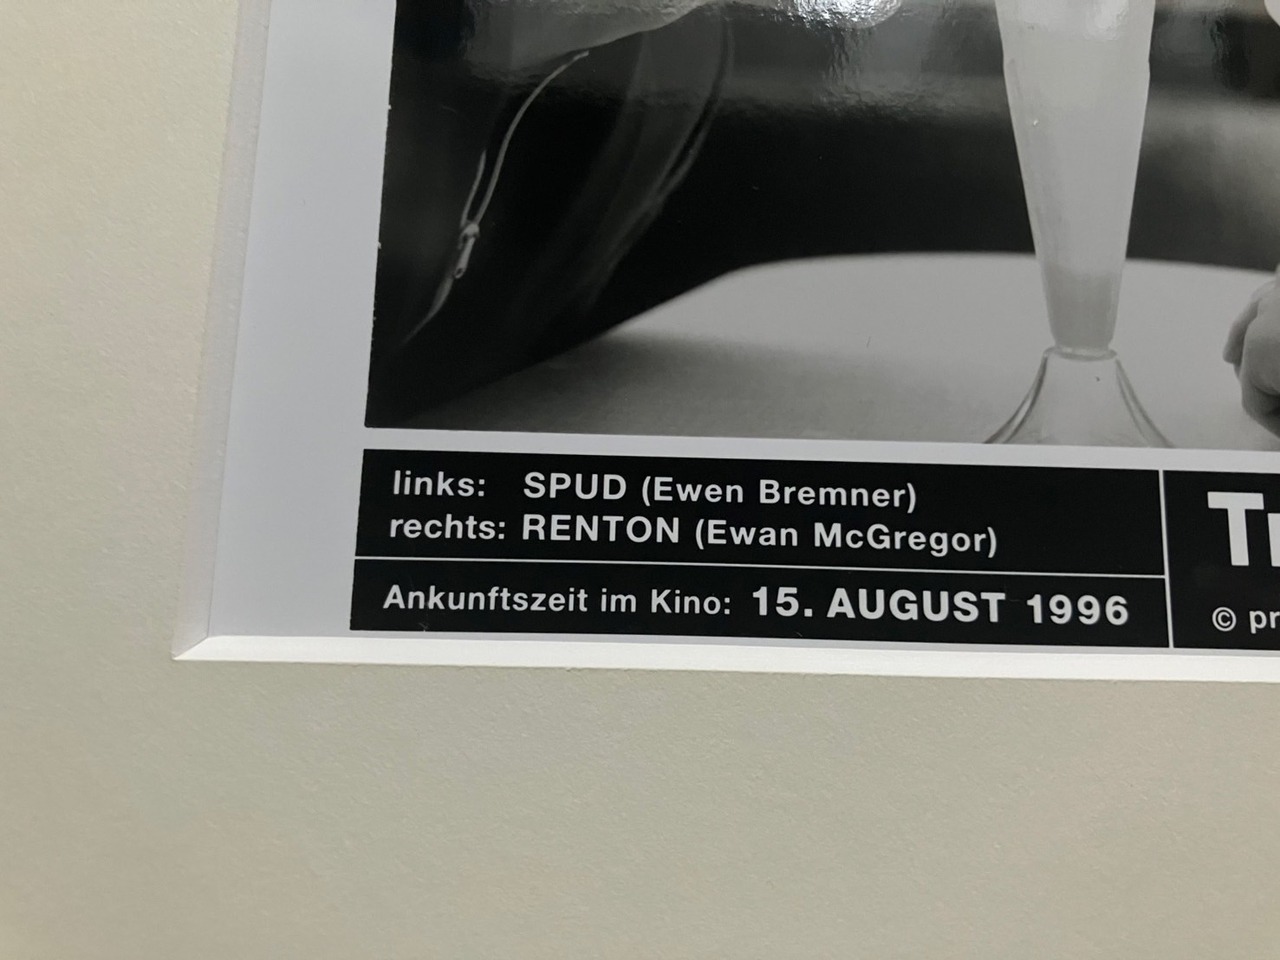 links: SPUD (Ewen Bremner)
rechts: RENTON (Ewan McGregor)
Ankunftszeit im Kino: 15. AUGUST 1996
©